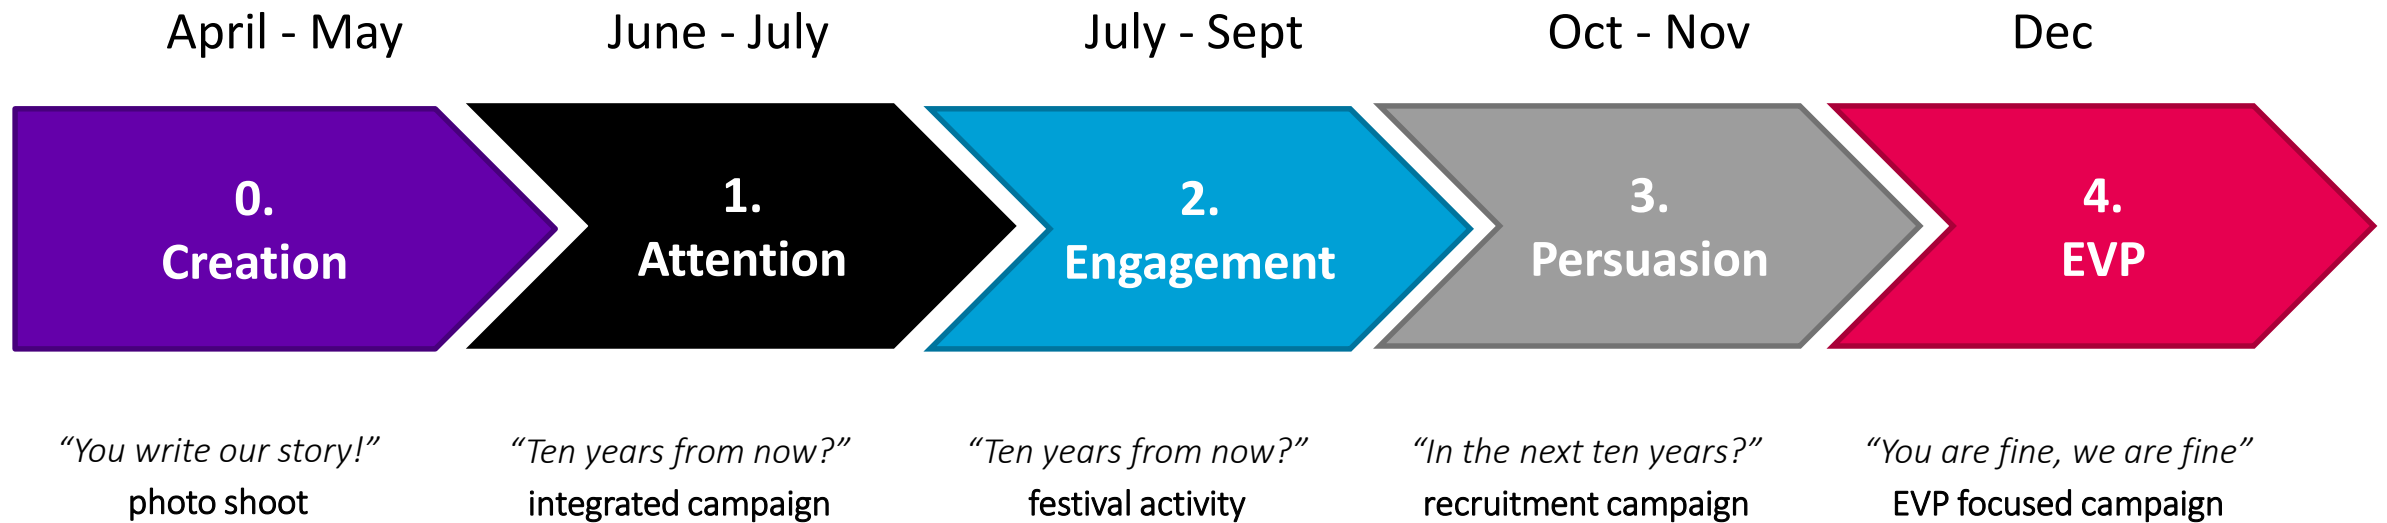 April - May
June - July
July - Sept
Oct - Nov
Dec
0.
Creation
1.
Attention
2.
Engagement
3.
Persuasion
4.
EVP
“You write our story!”
photo shoot
“Ten years from now?”
integrated campaign
“Ten years from now?”
festival activity
“In the next ten years?”
recruitment campaign
“You are fine, we are fine”
EVP focused campaign